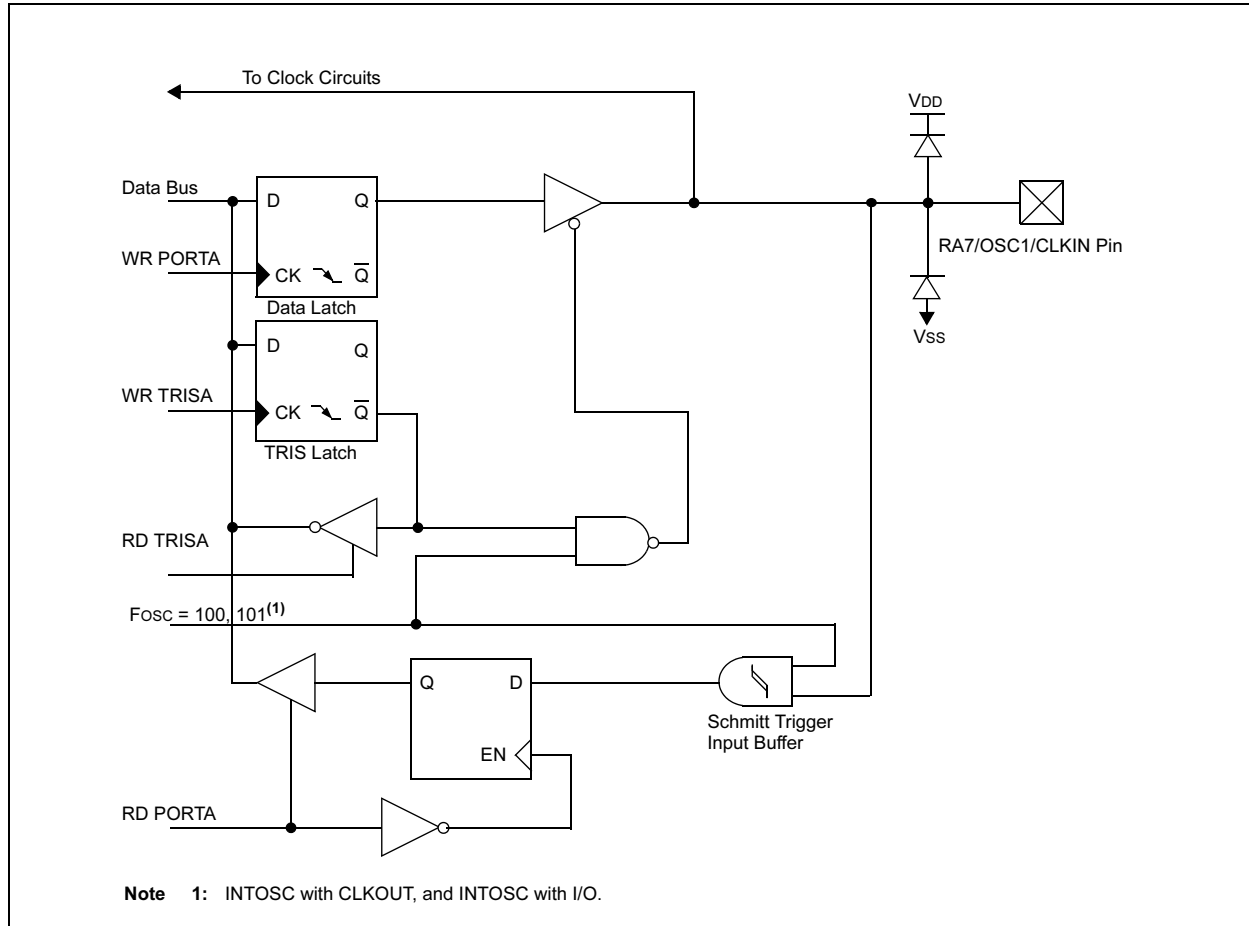 To Clock Circuits
VDD
Data Bus
D Q
WR PORTA
CK Q̅
Data Latch
RA7/OSC1/CLKIN Pin
VSS
D Q
WR TRISA
CK Q̅
TRIS Latch
RD TRISA
FOSC = 100, 101(1)
Q D
EN
Schmitt Trigger
Input Buffer
RD PORTA
Note 1: INTOSC with CLKOUT, and INTOSC with I/O.